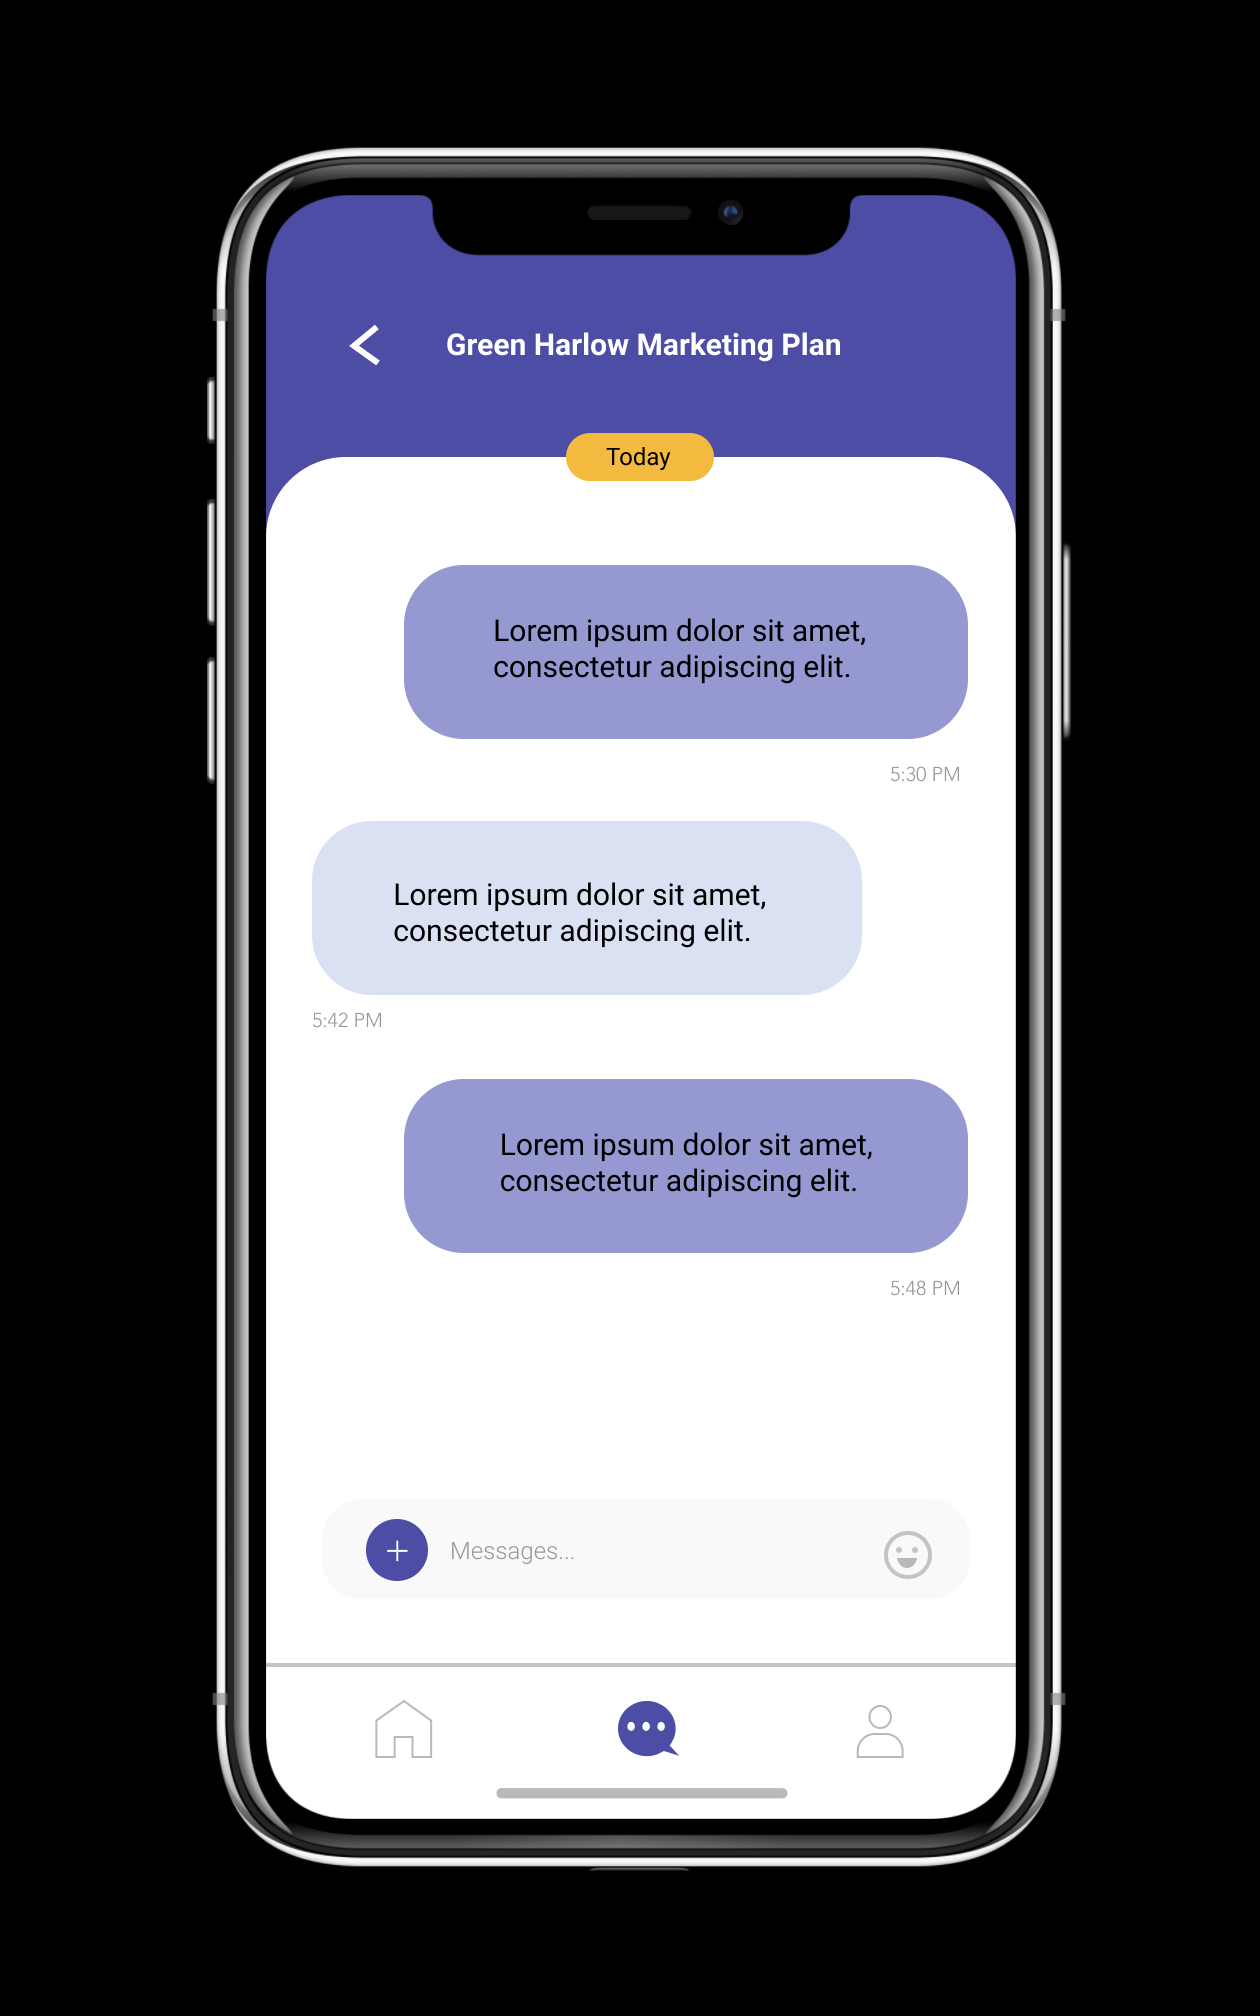 Green Harlow Marketing Plan
Today
Lorem ipsum dolor sit amet,
consectetur adipiscing elit.
5:30 PM
Lorem ipsum dolor sit amet,
consectetur adipiscing elit.
5:42 PM
Lorem ipsum dolor sit amet,
consectetur adipiscing elit.
5:48 PM
Messages...